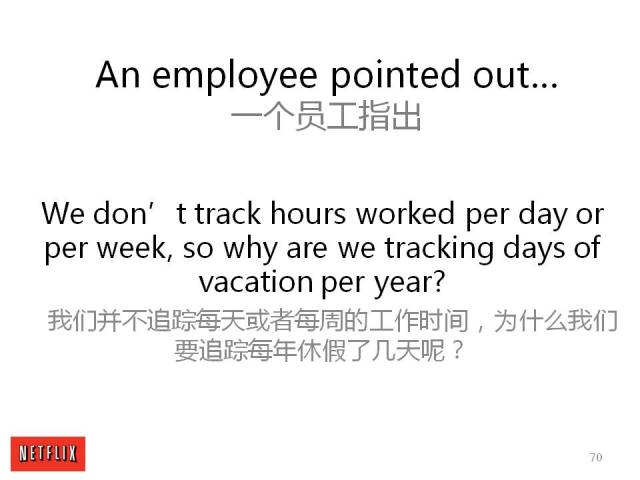 An employee pointed out...
一个员工指出
We don’t track hours worked per day or
per week, so why are we tracking days of
vacation per year?
我们并不追踪每天或者每周的工作时间，为什么我们
要追踪每年休假了几天呢？
NETFLIX
70